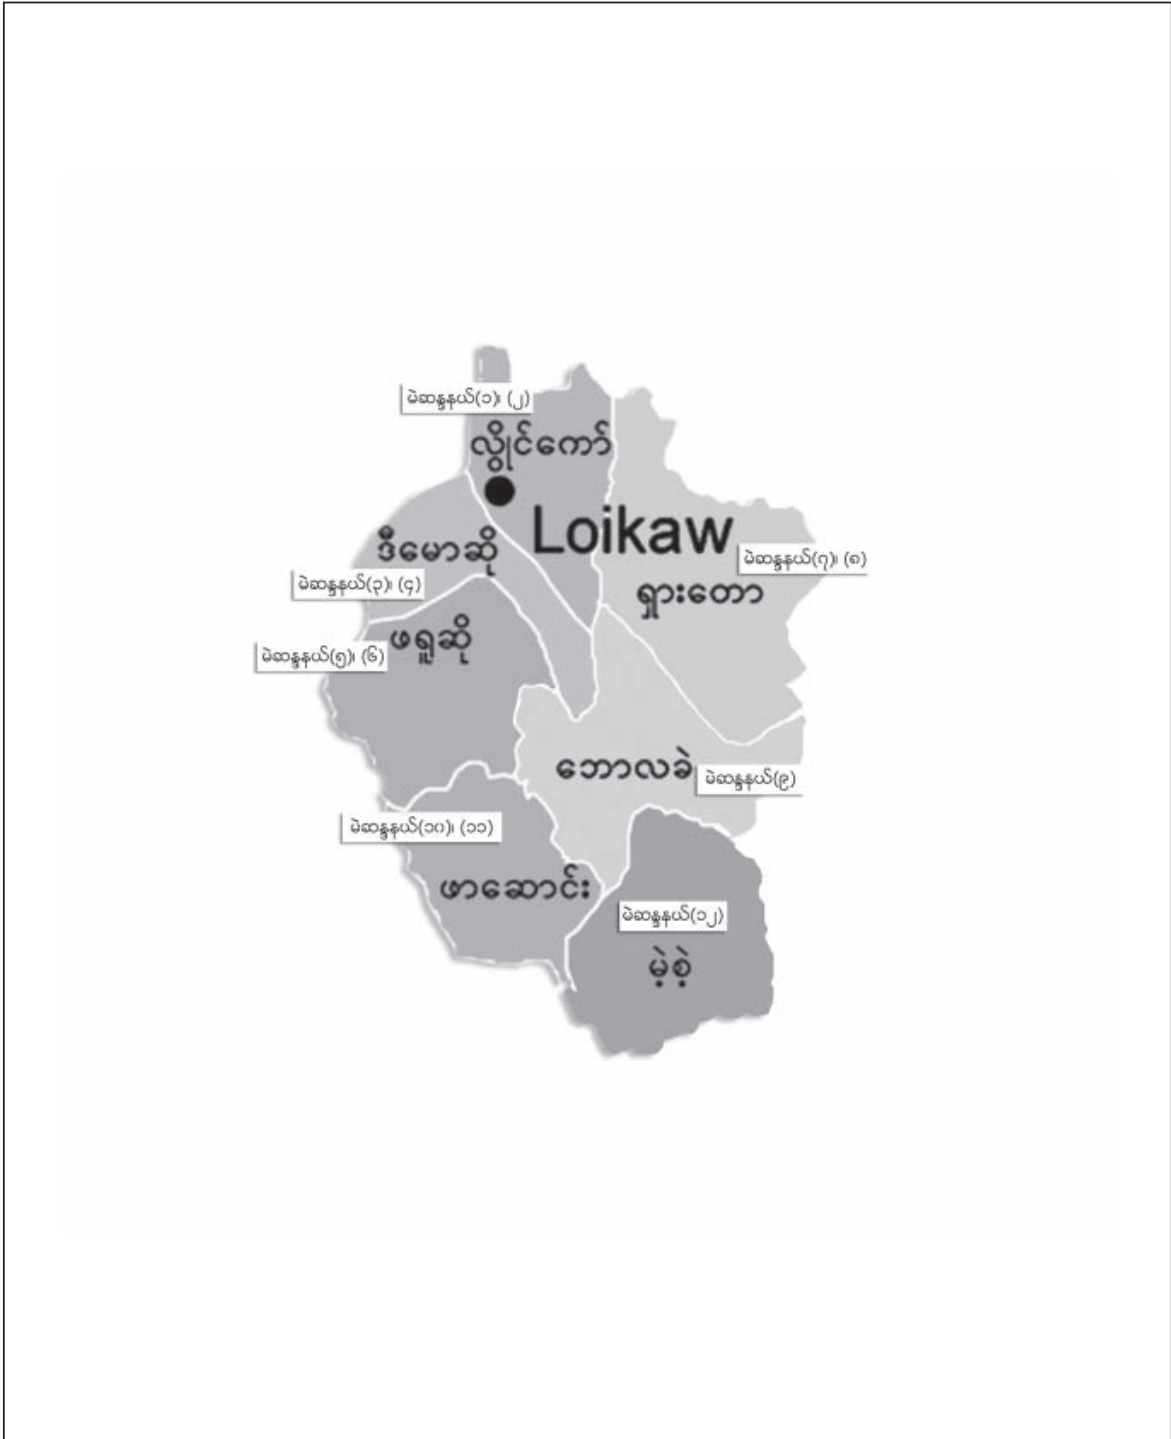 မဲဆန္ဒနယ်(၁)၊ (၂)
လွိုင်ကော်
Loikaw
ဒီးမောဆို
မဲဆန္ဒနယ်(၃)၊ (၄)
မဲဆန္ဒနယ်(၇)၊ (၈)
ရှားတော
ဖရူဆို
မဲဆန္ဒနယ်(၅)၊ (၆)
ဘောလခဲ
မဲဆန္ဒနယ်(၉)
မဲဆန္ဒနယ်(၁၀)၊ (၁၁)
ဖာဆောင်း
မဲဆန္ဒနယ်(၁၂)
မဲ့စဲ့